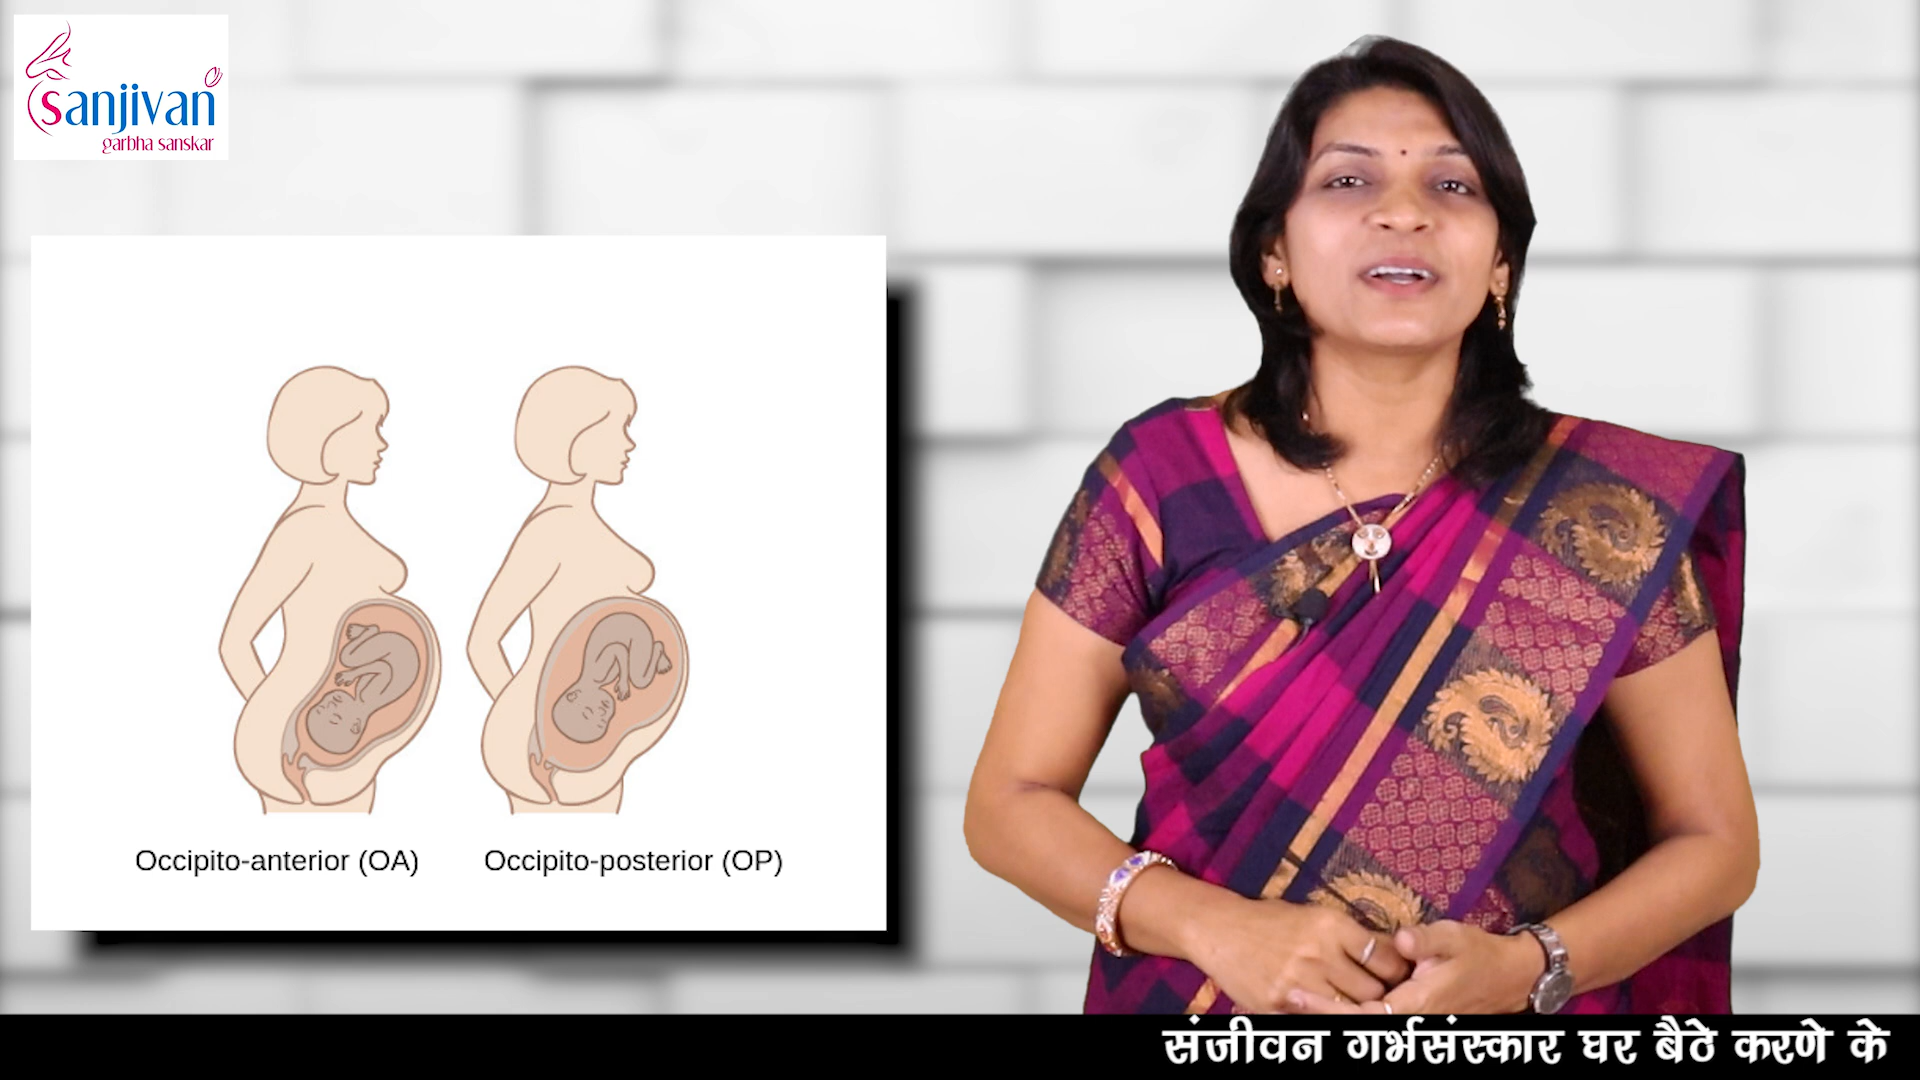 Sanjivan
garbha sanskar
Occipito-anterior (OA)
Occipito-posterior (OP)
संजीवन गर्भसंस्कार घर बैठे करणे के